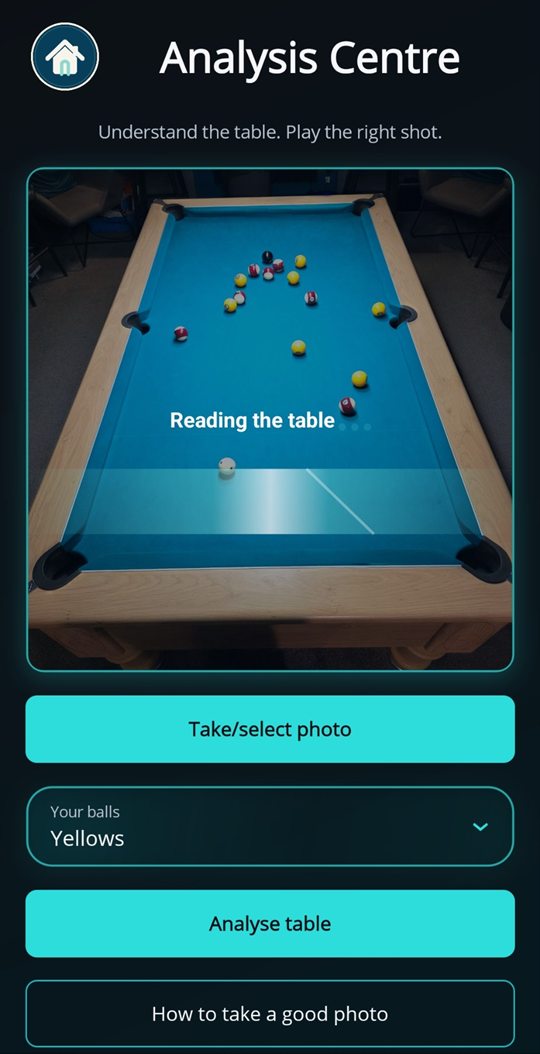 Analysis Centre
Understand the table. Play the right shot.
Reading the table
Take/select photo
Your balls
Yellows
Analyse table
How to take a good photo